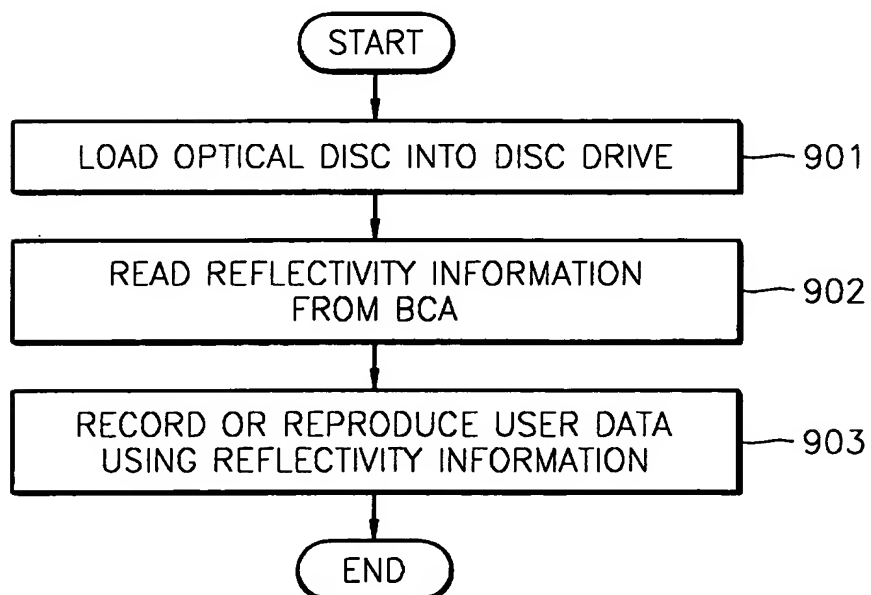 START
LOAD OPTICAL DISC INTO DISC DRIVE
901
READ REFLECTIVITY INFORMATION
FROM BCA
902
RECORD OR REPRODUCE USER DATA
USING REFLECTIVITY INFORMATION
903
END